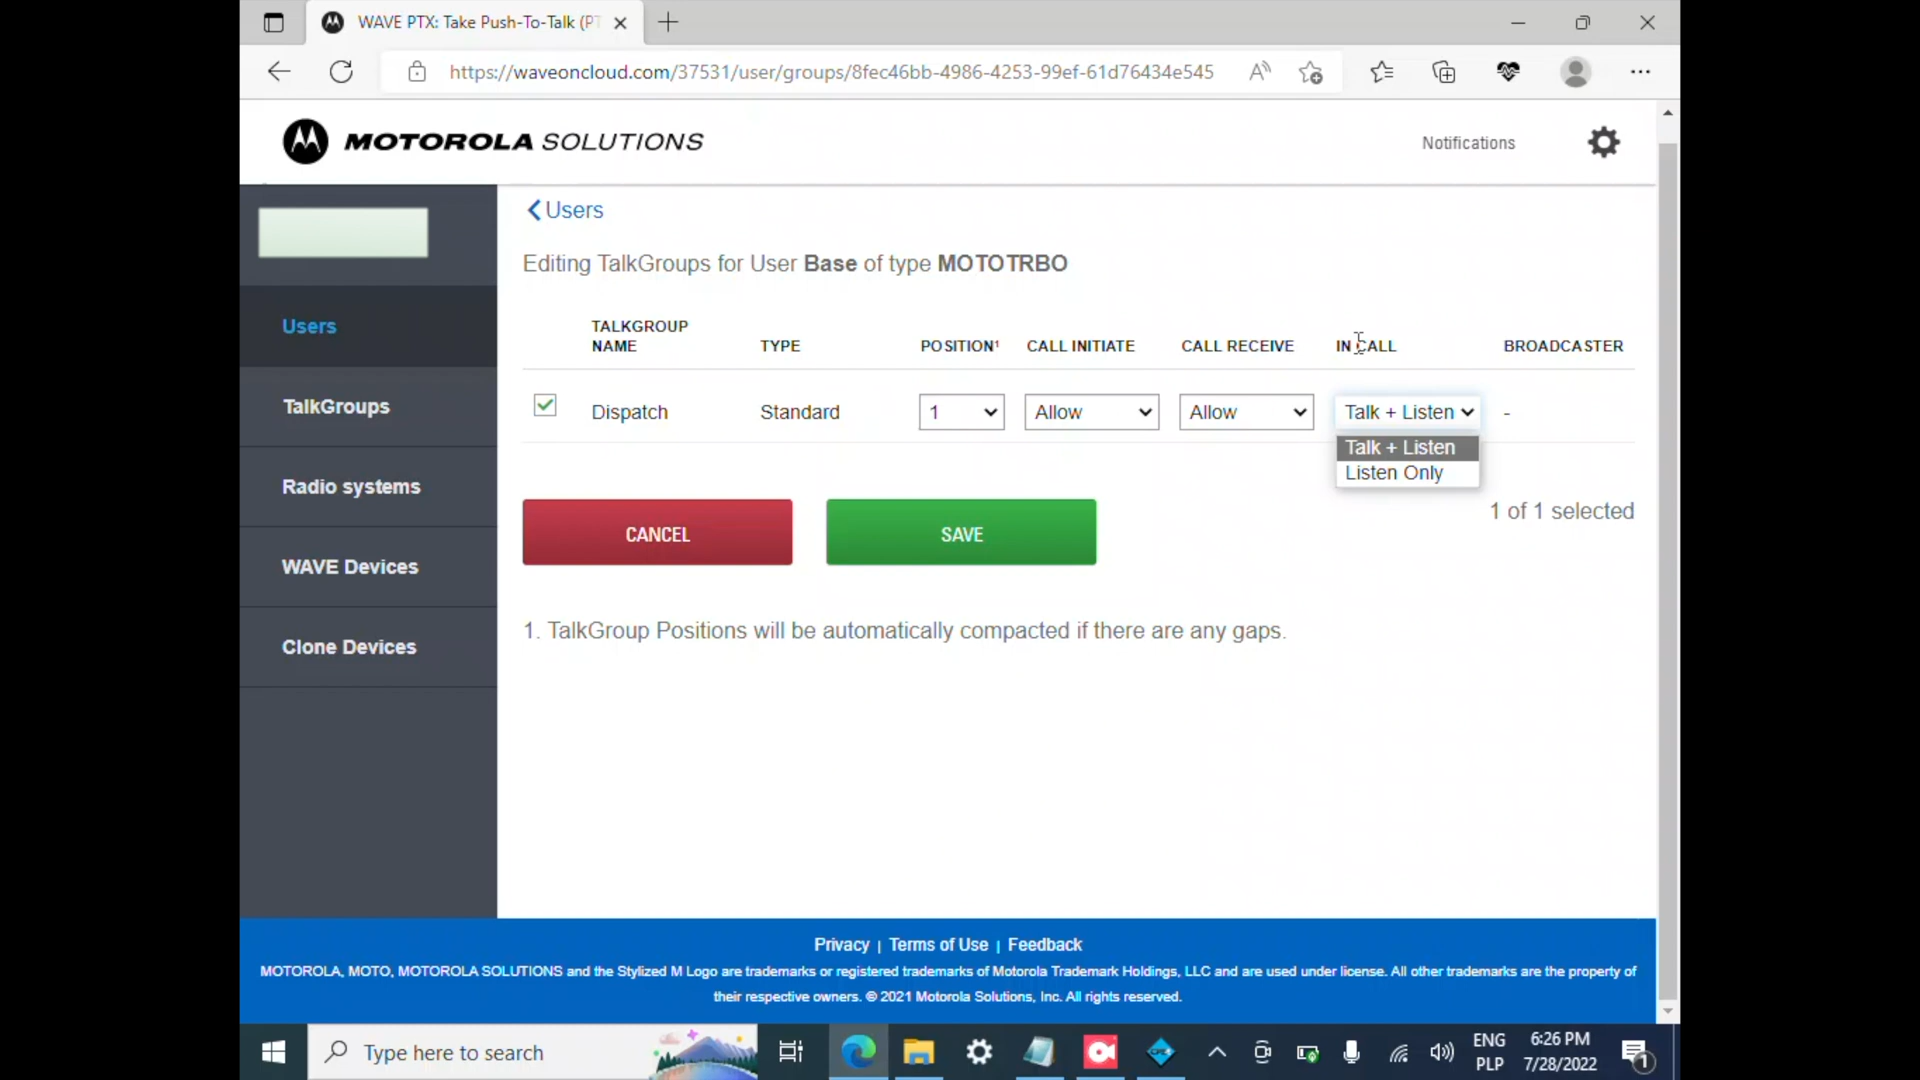 WAVE PTX: Take Push-To-Talk (PT
https://waveoncloud.com/37531/user/groups/8fec46bb-4986-4253-99ef-61d76434e545
MOTOROLA SOLUTIONS
Notifications
Users
TalkGroups
Radio systems
WAVE Devices
Clone Devices
Users
Editing TalkGroups for User Base of type MOTOTRBO
TALKGROUP NAME TYPE POSITION¹ CALL INITIATE CALL RECEIVE IN CALL BROADCASTER
Dispatch Standard 1 Allow Allow Talk + Listen -
Talk + Listen
Listen Only
1 of 1 selected
CANCEL SAVE
1. TalkGroup Positions will be automatically compacted if there are any gaps.
Privacy | Terms of Use | Feedback
MOTOROLA, MOTO, MOTOROLA SOLUTIONS and the Stylized M Logo are trademarks or registered trademarks of Motorola Trademark Holdings, LLC and are used under license. All other trademarks are the property of
their respective owners. © 2021 Motorola Solutions, Inc. All rights reserved.
Type here to search
ENG
PLP
6:26 PM
7/28/2022
1